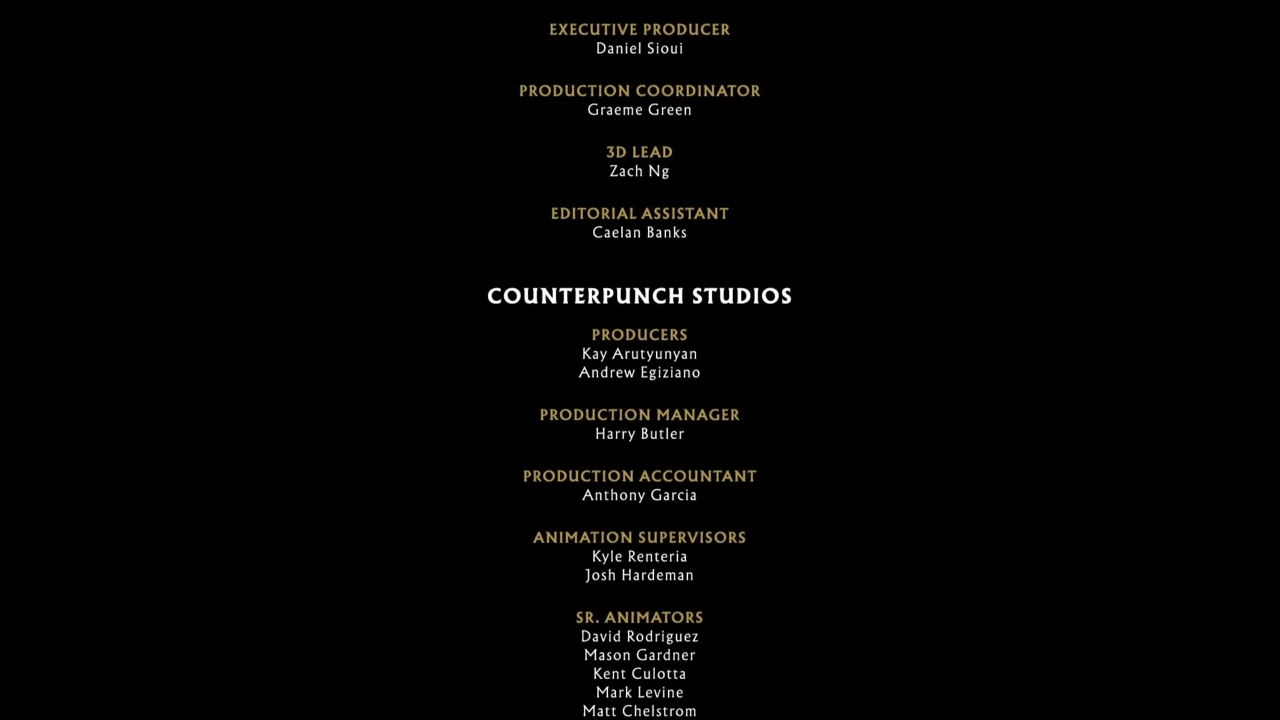 EXECUTIVE PRODUCER
Daniel Sioui
PRODUCTION COORDINATOR
Graeme Green
3D LEAD
Zach Ng
EDITORIAL ASSISTANT
Caelan Banks
COUNTERPUNCH STUDIOS
PRODUCERS
Kay Arutyunyan
Andrew Egiziano
PRODUCTION MANAGER
Harry Butler
PRODUCTION ACCOUNTANT
Anthony Garcia
ANIMATION SUPERVISORS
Kyle Renteria
Josh Hardeman
SR. ANIMATORS
David Rodriguez
Mason Gardner
Kent Culotta
Mark Levine
Matt Chelstrom